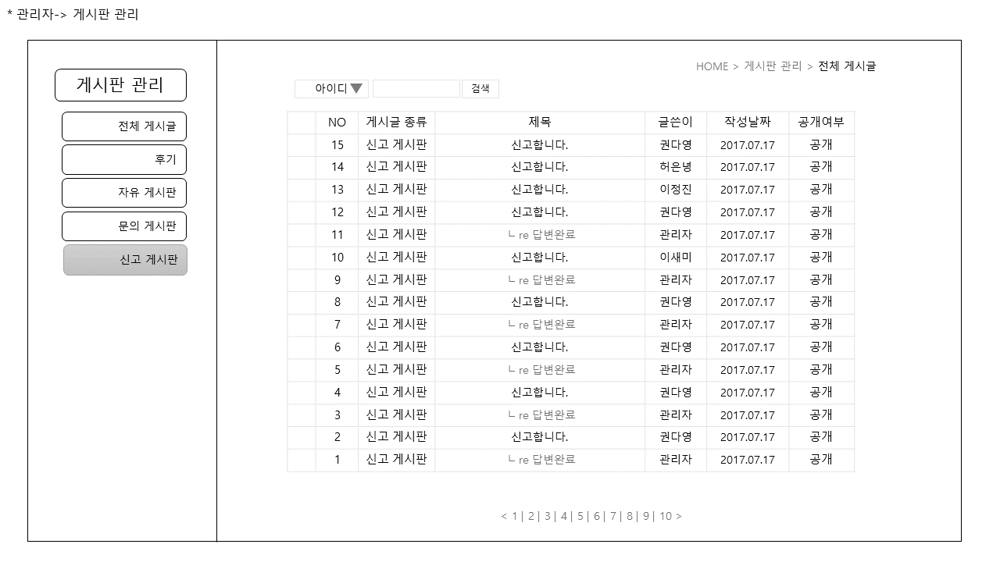 * 관리자-> 게시판 관리
게시판 관리
전체 게시글
후기
자유 게시판
문의 게시판
신고 게시판
HOME > 게시판 관리 > 전체 게시글
아이디 검색
NO 게시글 종류 제목 글쓴이 작성날짜 공개여부
15 신고 게시판 신고합니다. 권다영 2017.07.17 공개
14 신고 게시판 신고합니다. 허은녕 2017.07.17 공개
13 신고 게시판 신고합니다. 이정진 2017.07.17 공개
12 신고 게시판 신고합니다. 권다영 2017.07.17 공개
11 신고 게시판 ㄴ re 답변완료 관리자 2017.07.17 공개
10 신고 게시판 신고합니다. 이새미 2017.07.17 공개
9 신고 게시판 ㄴ re 답변완료 관리자 2017.07.17 공개
8 신고 게시판 신고합니다. 권다영 2017.07.17 공개
7 신고 게시판 ㄴ re 답변완료 관리자 2017.07.17 공개
6 신고 게시판 신고합니다. 권다영 2017.07.17 공개
5 신고 게시판 ㄴ re 답변완료 관리자 2017.07.17 공개
4 신고 게시판 신고합니다. 권다영 2017.07.17 공개
3 신고 게시판 ㄴ re 답변완료 관리자 2017.07.17 공개
2 신고 게시판 신고합니다. 권다영 2017.07.17 공개
1 신고 게시판 ㄴ re 답변완료 관리자 2017.07.17 공개
< 1 | 2 | 3 | 4 | 5 | 6 | 7 | 8 | 9 | 10 >